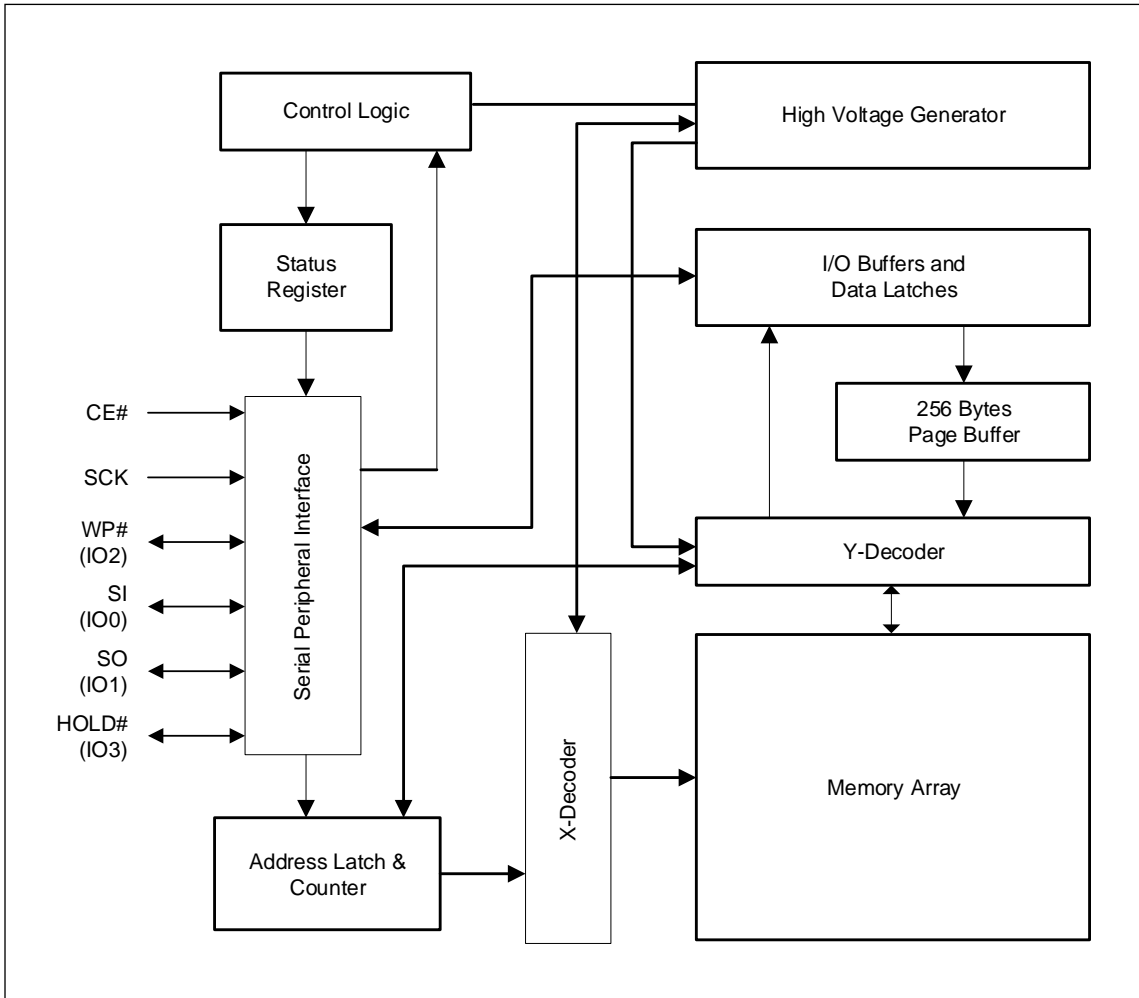 Control Logic
High Voltage Generator
Status
Register
I/O Buffers and
Data Latches
256 Bytes
Page Buffer
CE#
SCK
WP#
(IO2)
SI
(IO0)
SO
(IO1)
HOLD#
(IO3)
Serial Peripheral Interface
Y-Decoder
X-Decoder
Memory Array
Address Latch &
Counter